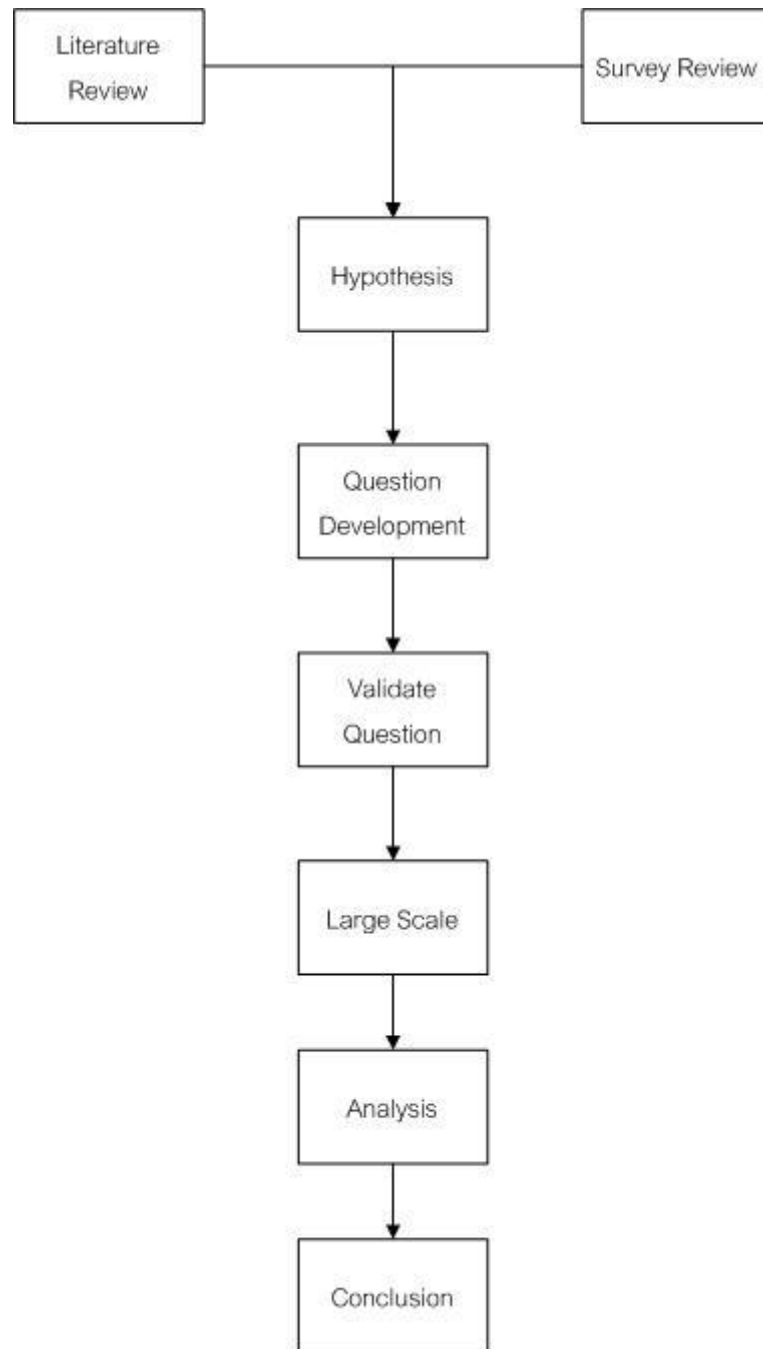 Literature
Review
Survey Review
Hypothesis
Question
Development
Validate
Question
Large Scale
Analysis
Conclusion